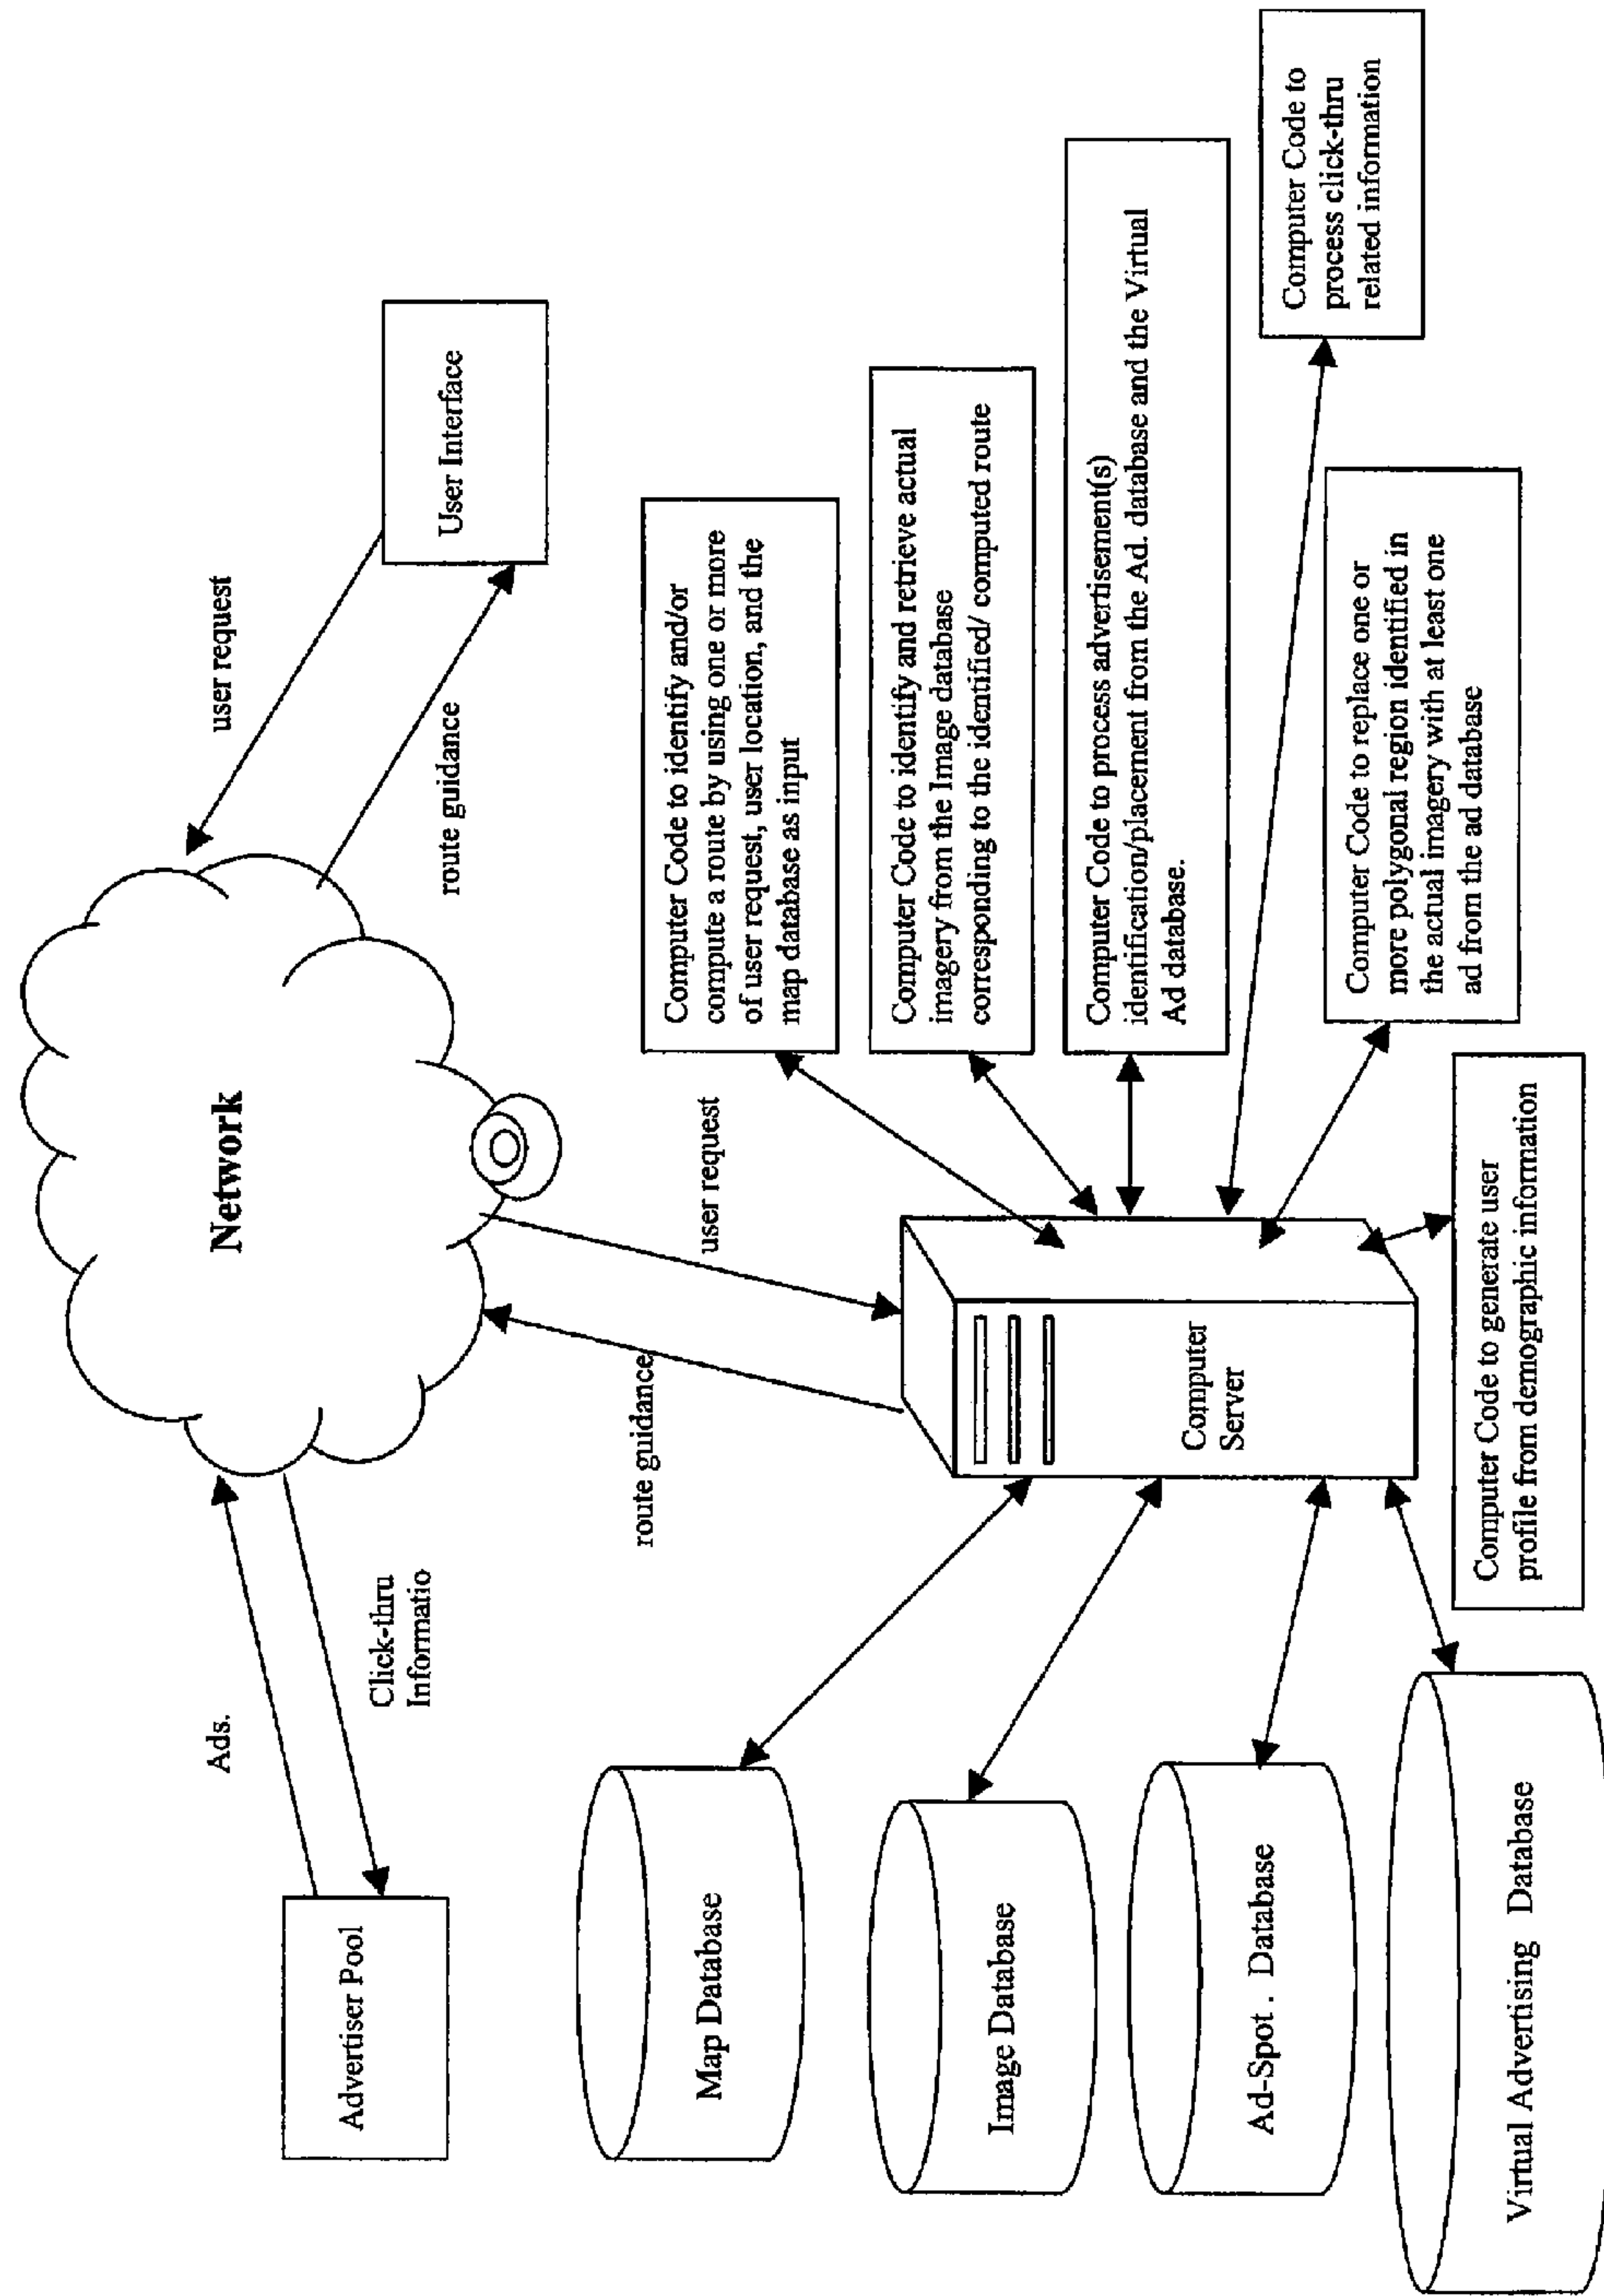 Network
Ads.
Click-thru
Informatio
Advertiser Pool
user request
route guidance
User Interface
route guidance
user request
Map Database
Image Database
Ad-Spot . Database
Virtual Advertising Database
Computer
Server
Computer Code to identify and/or
compute a route by using one or more
of user request, user location, and the
map database as input
Computer Code to identify and retrieve actual
imagery from the Image database
corresponding to the identified/ computed route
Computer Code to process advertisement(s)
identification/placement from the Ad. database and the Virtual
Ad database.
Computer Code to
process click-thru
related information
Computer Code to replace one or
more polygonal region identified in
the actual imagery with at least one
ad from the ad database
Computer Code to generate user
profile from demographic information